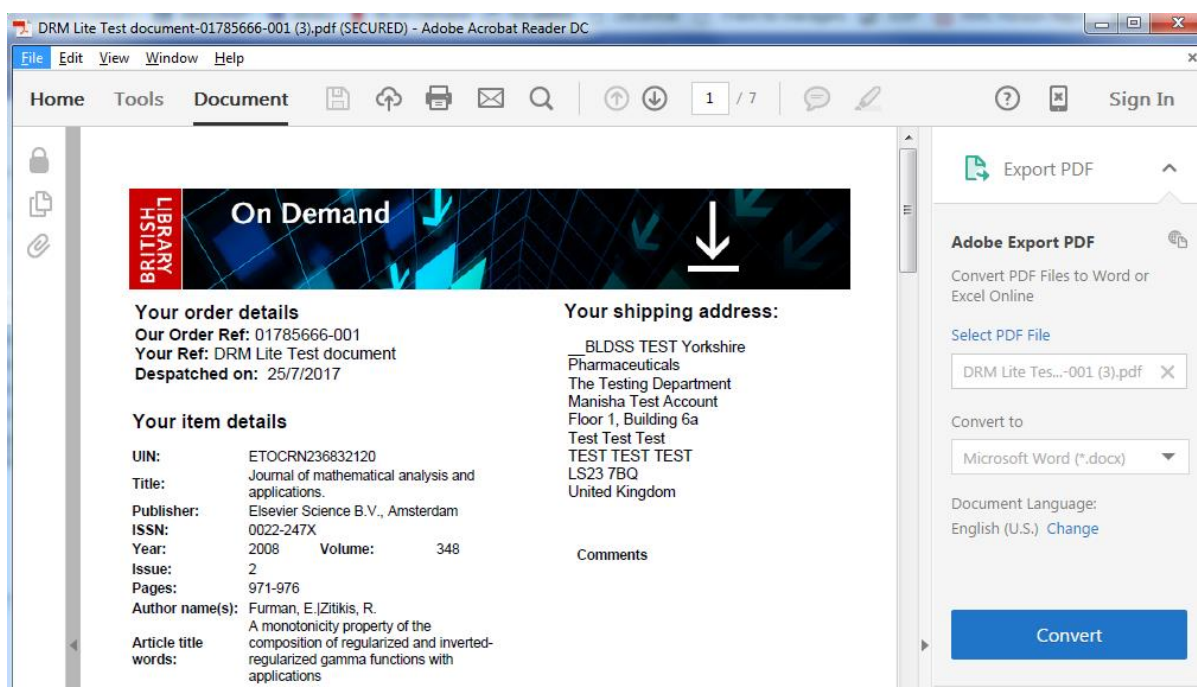 DRM Lite Test document-01785666-001 (3).pdf (SECURED) - Adobe Acrobat Reader DC
File Edit View Window Help
Home Tools Document 1 / 7 Sign In
BRITISH
LIBRARY
On Demand
Your order details
Our Order Ref: 01785666-001
Your Ref: DRM Lite Test document
Despatched on: 25/7/2017
Your item details
UIN: ETOCRN236832120
Title: Journal of mathematical analysis and
applications.
Publisher: Elsevier Science B.V., Amsterdam
ISSN: 0022-247X
Year: 2008 Volume: 348
Issue: 2
Pages: 971-976
Author name(s): Furman, E.|Zitikis, R.
Article title
words:
A monotonicity property of the
composition of regularized and inverted-
regularized gamma functions with
applications
Your shipping address:
__BLDSS TEST Yorkshire
Pharmaceuticals
The Testing Department
Manisha Test Account
Floor 1, Building 6a
Test Test Test
TEST TEST TEST
LS23 7BQ
United Kingdom
Comments
Export PDF
Adobe Export PDF
Convert PDF Files to Word or
Excel Online
Select PDF File
DRM Lite Tes...-001 (3).pdf
Convert to
Microsoft Word (*.docx)
Document Language:
English (U.S.) Change
Convert